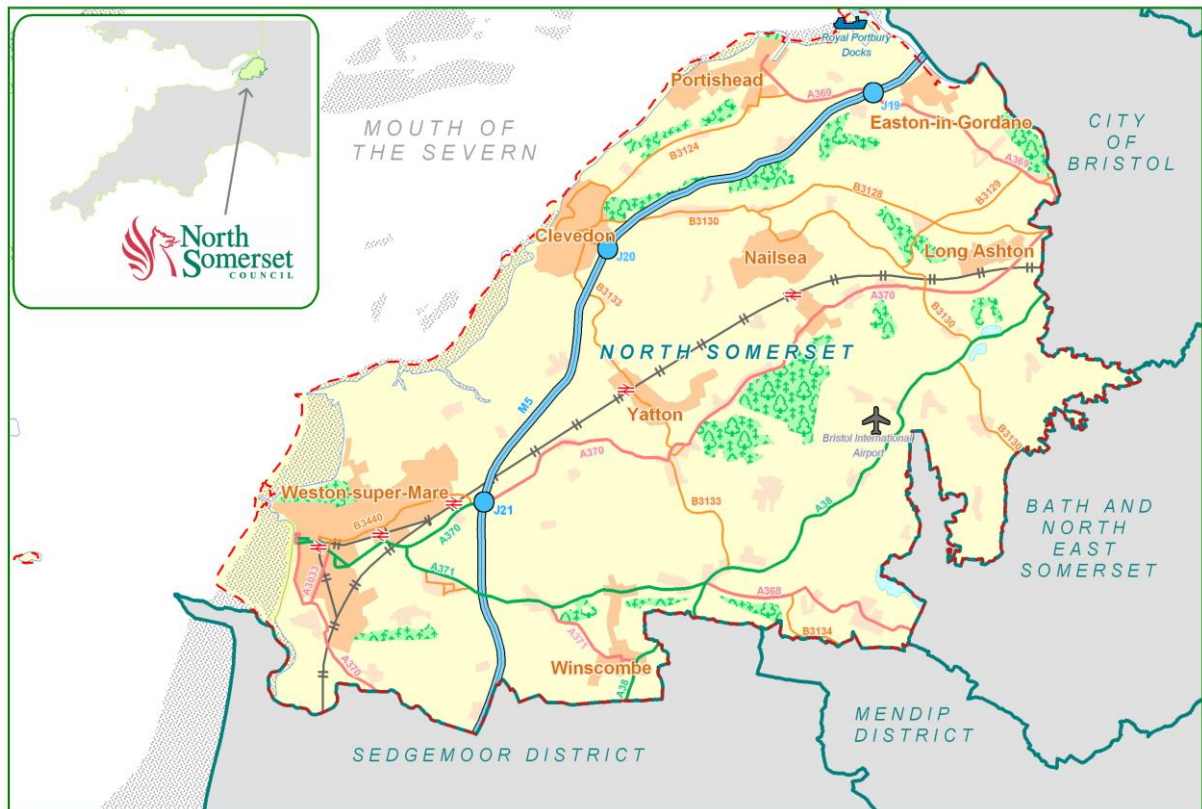 Royal Portbury
Docks
Portishead
A369
J19
Easton-in-Gordano
MOUTH OF
THE SEVERN
CITY
OF
BRISTOL
B3124
A369
B3128
B3129
B3130
North
Somerset
COUNCIL
Clevedon
J20
Nailsea
Long Ashton
B3133
A370
B3130
NORTH SOMERSET
M5
Yatton
Bristol International
Airport
B3130
A370
Weston-super-Mare
B3440
J21
B3133
A38
BATH AND
NORTH
EAST
SOMERSET
A370
A3033
A371
A368
B3134
A371
Winscombe
A370
A38
MENDIP
DISTRICT
SEDGEMOOR DISTRICT